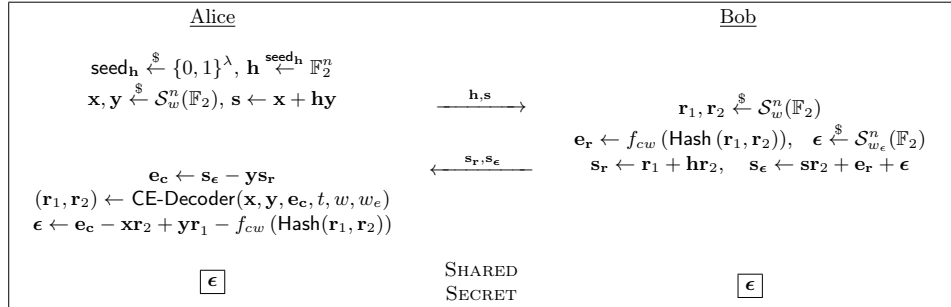 Alice Bob
seed_h ←$ {0,1}^λ, h ←seed_h F_2^n
x, y ←$ S_w^n(F_2), s ← x + hy
h,s
r_1, r_2 ←$ S_w^n(F_2)
e_r ← f_cw (Hash (r_1, r_2)), ϵ ←$ S_{w_ϵ}^n(F_2)
s_r ← r_1 + hr_2, s_ϵ ← sr_2 + e_r + ϵ
s_r,s_ϵ
e_c ← s_ϵ − ys_r
(r_1, r_2) ← CE-Decoder(x, y, e_c, t, w, w_e)
ϵ ← e_c − xr_2 + yr_1 − f_cw (Hash(r_1, r_2))
ϵ SHARED SECRET ϵ